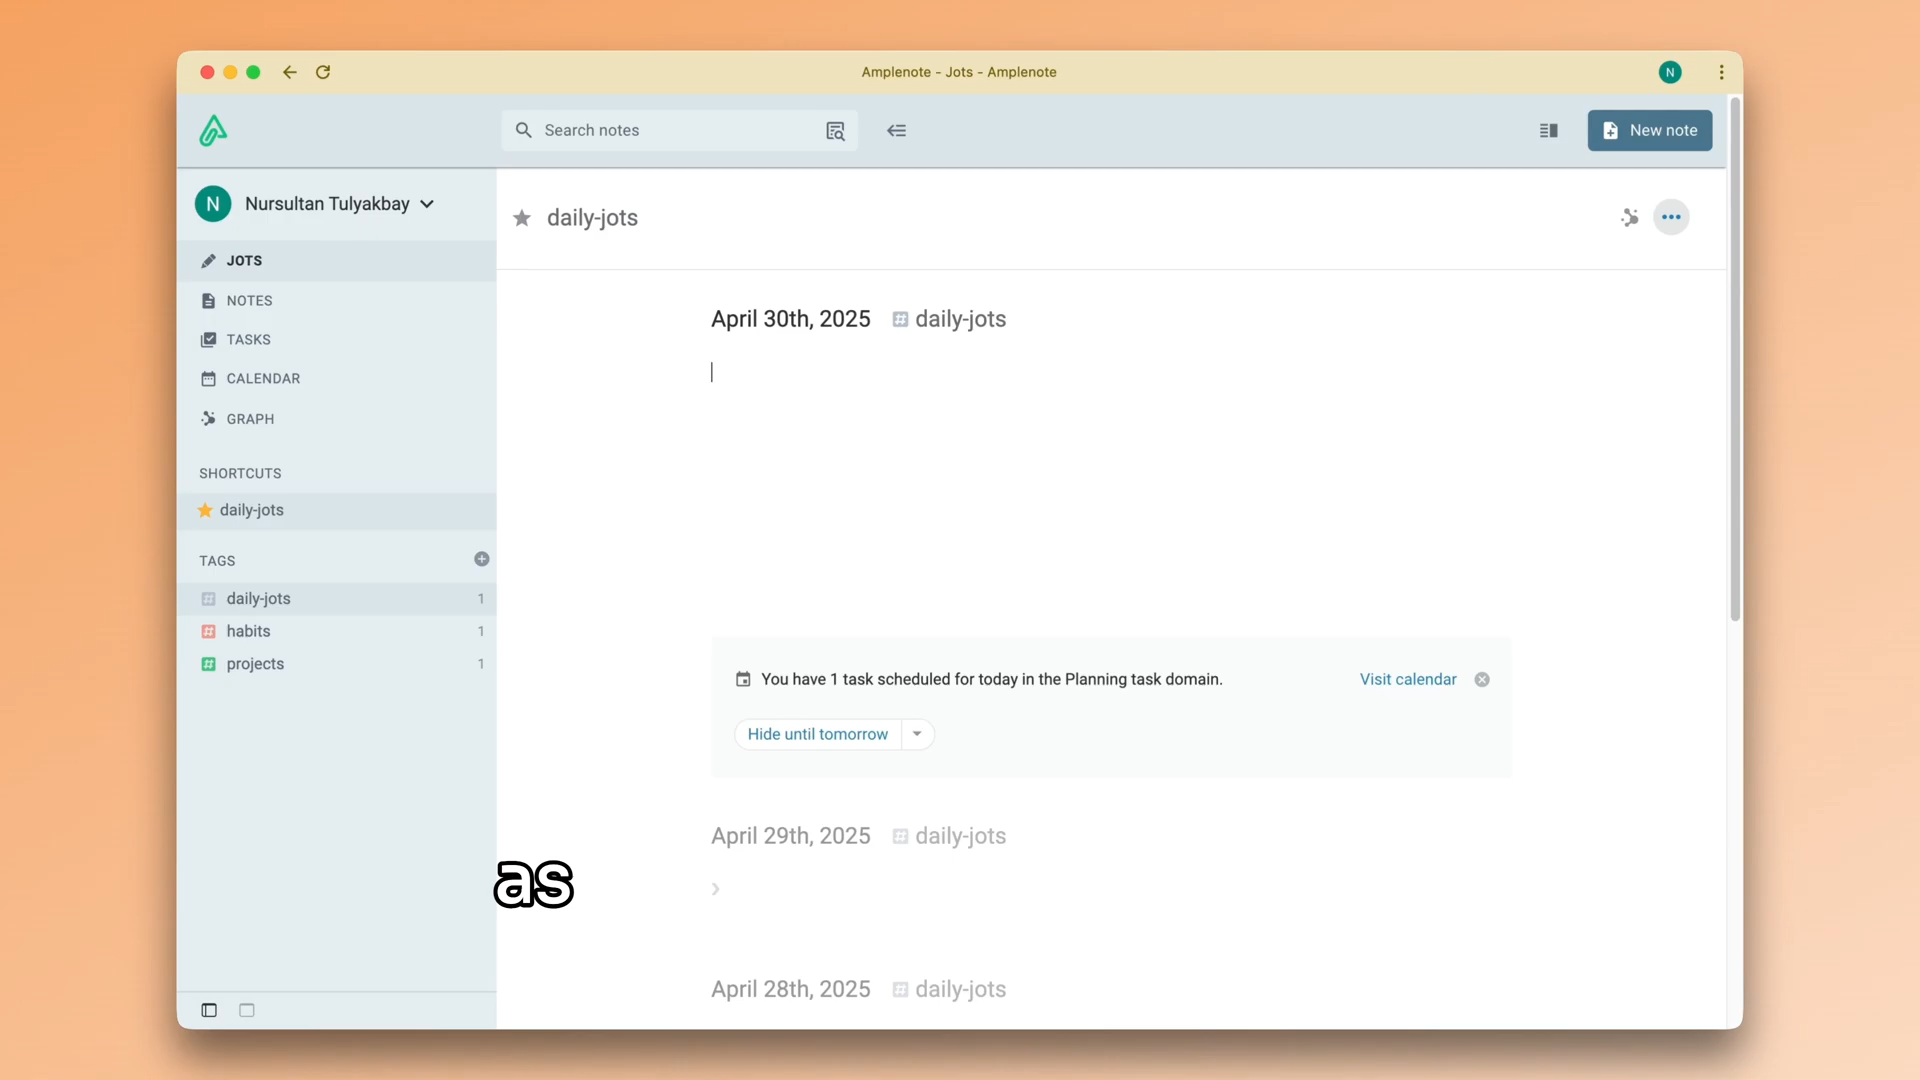 Amplenote - Jots - Amplenote
N
Search notes
New note
N Nursultan Tulyakbay
daily-jots
JOTS
NOTES
TASKS
CALENDAR
GRAPH
SHORTCUTS
daily-jots
TAGS
daily-jots 1
habits 1
projects 1
April 30th, 2025 daily-jots
You have 1 task scheduled for today in the Planning task domain. Visit calendar
Hide until tomorrow
April 29th, 2025 daily-jots
as
April 28th, 2025 daily-jots